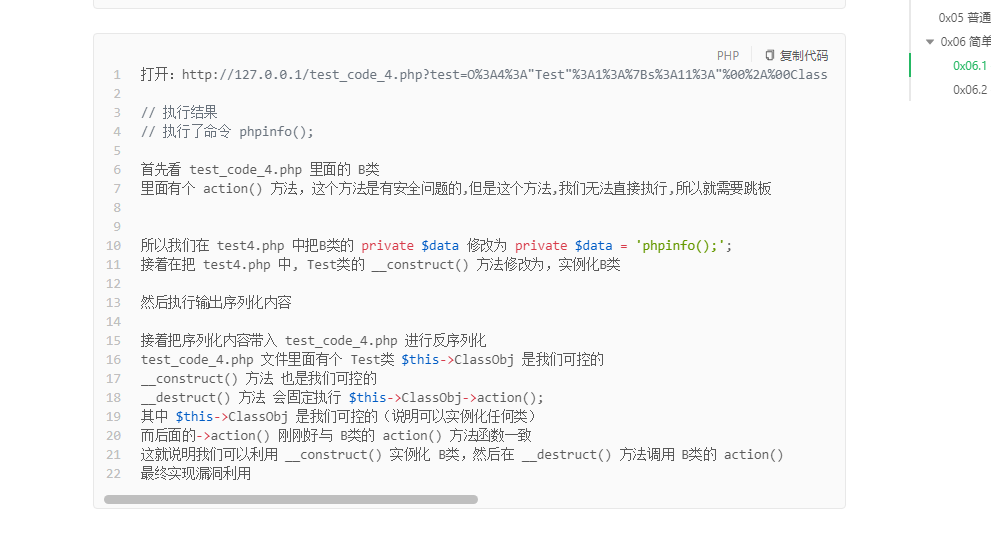 PHP 复制代码
1 打开：http://127.0.0.1/test_code_4.php?test=O%3A4%3A"Test"%3A1%3A%7Bs%3A11%3A"%00%2A%00Class
2
3 // 执行结果
4 // 执行了命令 phpinfo();
5
6 首先看 test_code_4.php 里面的 B类
7 里面有个 action() 方法，这个方法是有安全问题的,但是这个方法,我们无法直接执行,所以就需要跳板
8
9
10 所以我们在 test4.php 中把B类的 private $data 修改为 private $data = 'phpinfo();';
11 接着在把 test4.php 中, Test类的 __construct() 方法修改为，实例化B类
12
13 然后执行输出序列化内容
14
15 接着把序列化内容带入 test_code_4.php 进行反序列化
16 test_code_4.php 文件里面有个 Test类 $this->ClassObj 是我们可控的
17 __construct() 方法 也是我们可控的
18 __destruct() 方法 会固定执行 $this->ClassObj->action();
19 其中 $this->ClassObj 是我们可控的（说明可以实例化任何类）
20 而后面的->action() 刚刚好与 B类的 action() 方法函数一致
21 这就说明我们可以利用 __construct() 实例化 B类，然后在 __destruct() 方法调用 B类的 action()
22 最终实现漏洞利用
0x05 普通
0x06 简单
0x06.1
0x06.2